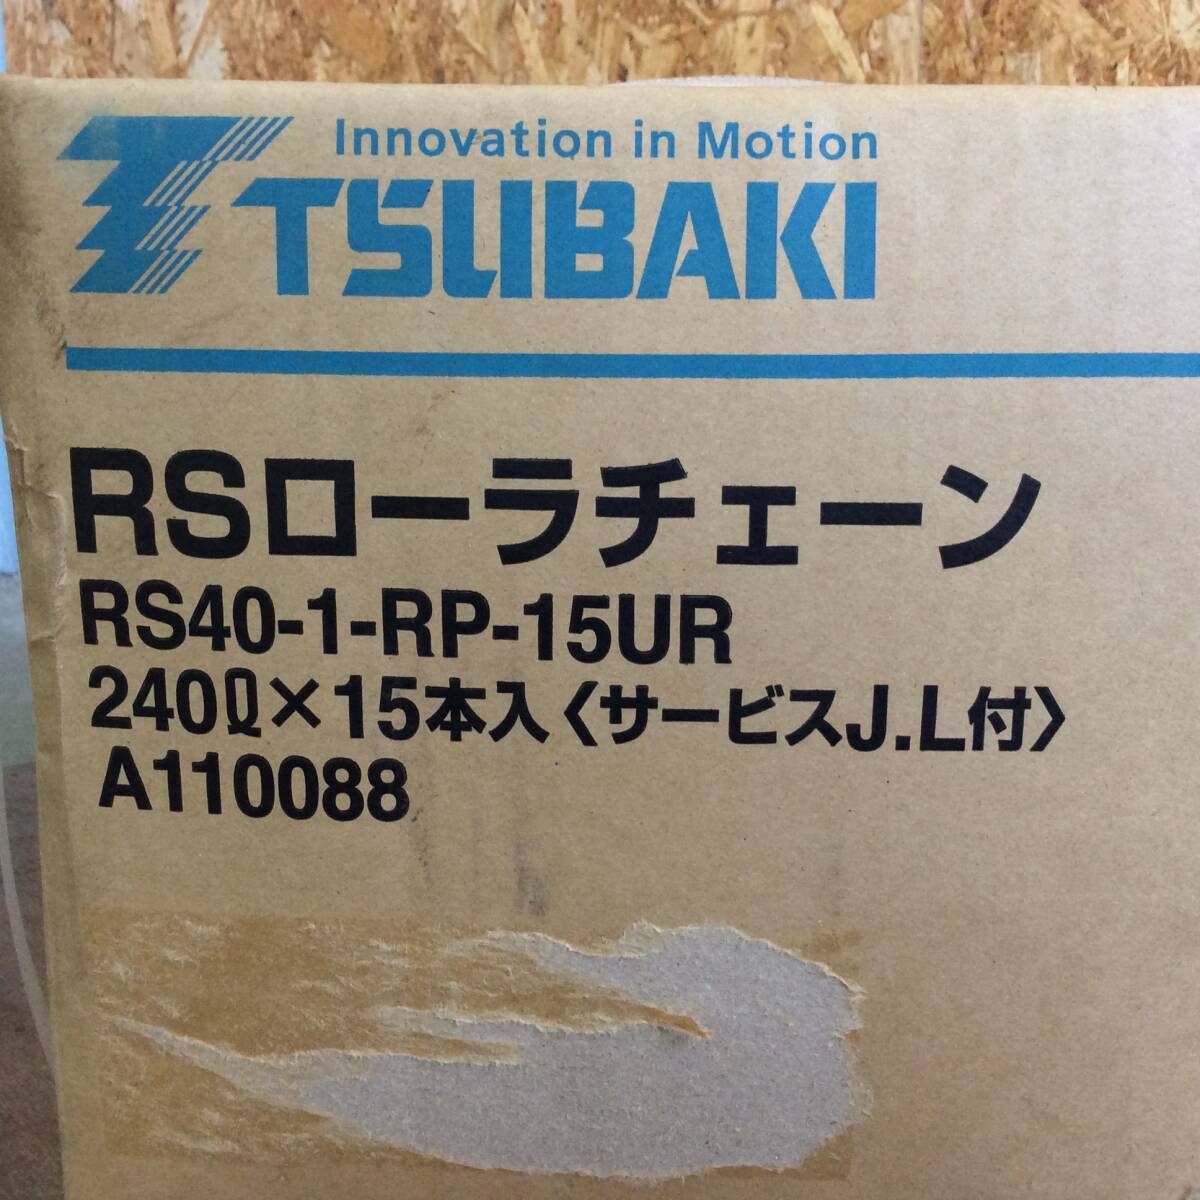 Innovation in Motion
TSUBAKI
RSローラチェーン
RS40-1-RP-15UR
240ℓ×15本入〈サービスJ.L付〉
A110088